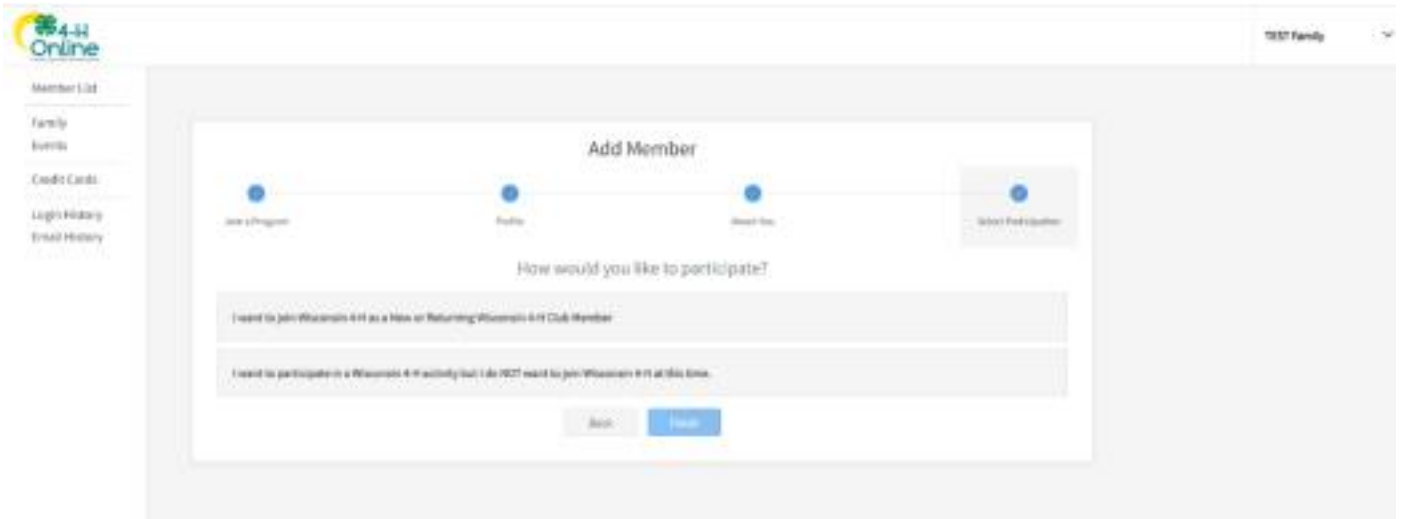 4-H
Online
TEST Family
Member List
Family
Events
Credit Cards
Login History
Email History
Add Member
Join a Program
Profile
About You
Select Participation
How would you like to participate?
I want to join Wisconsin 4-H as a New or Returning Wisconsin 4-H Club Member
I want to participate in a Wisconsin 4-H activity but I do NOT want to join Wisconsin 4-H at this time.
Back
Finish